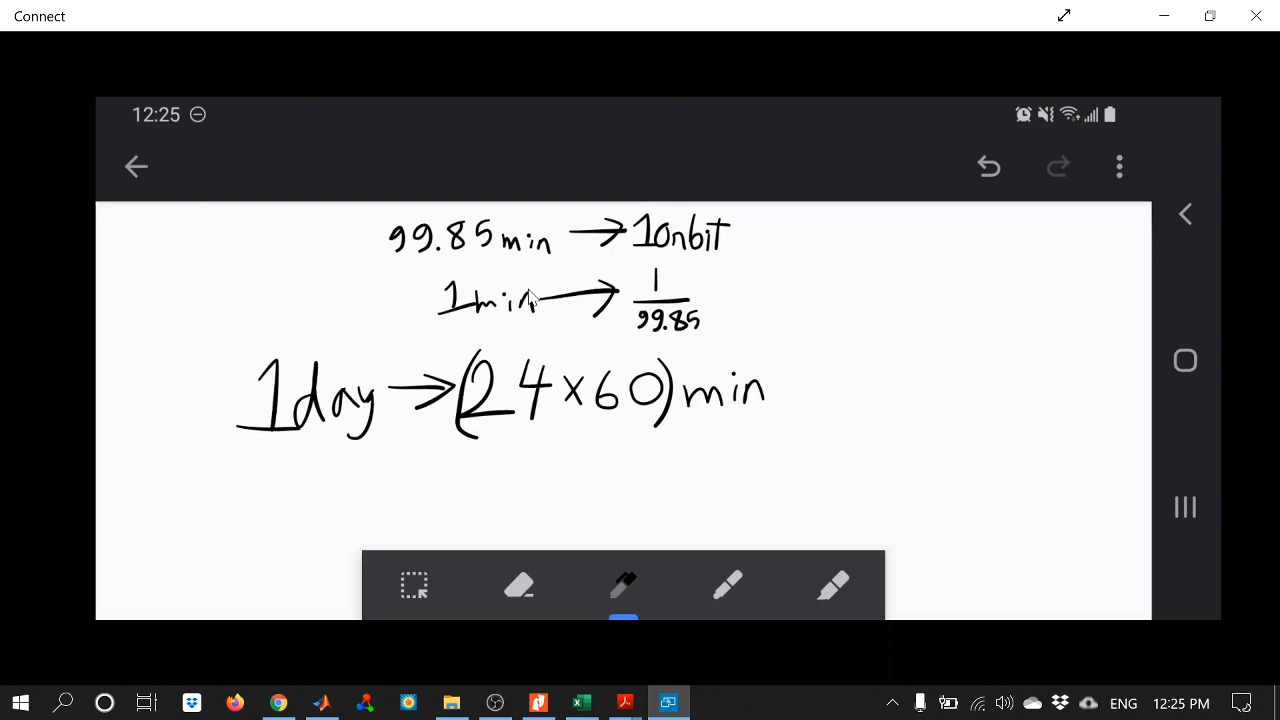 Connect
12:25
99.85 min → 1 Onbit
1 min → 1/99.85
1 day → (24 × 60) min
ENG
12:25 PM